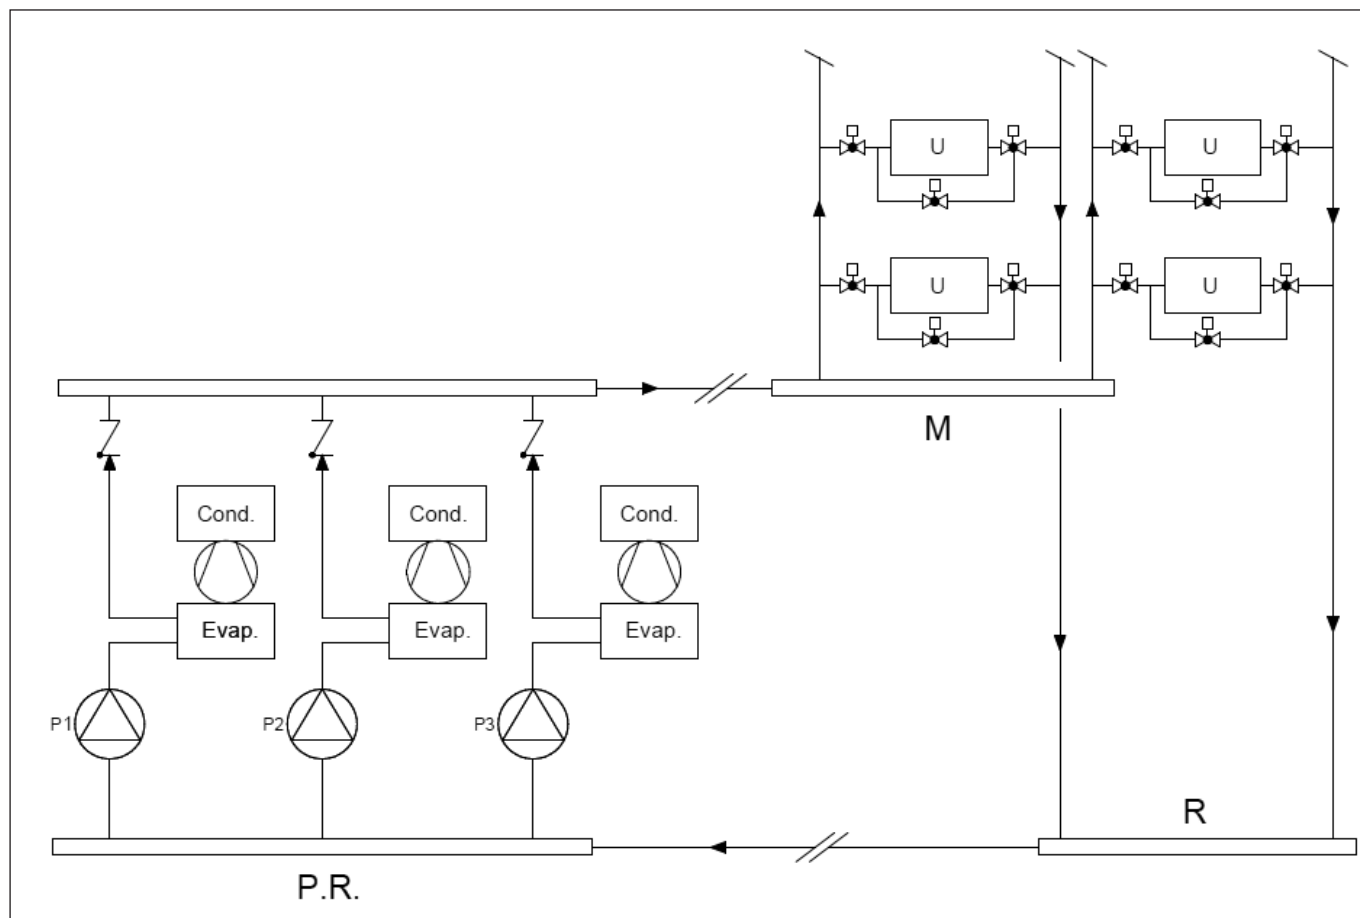 U U
U U
M
Cond. Cond. Cond.
Evap. Evap. Evap.
P1 P2 P3
R
P.R.